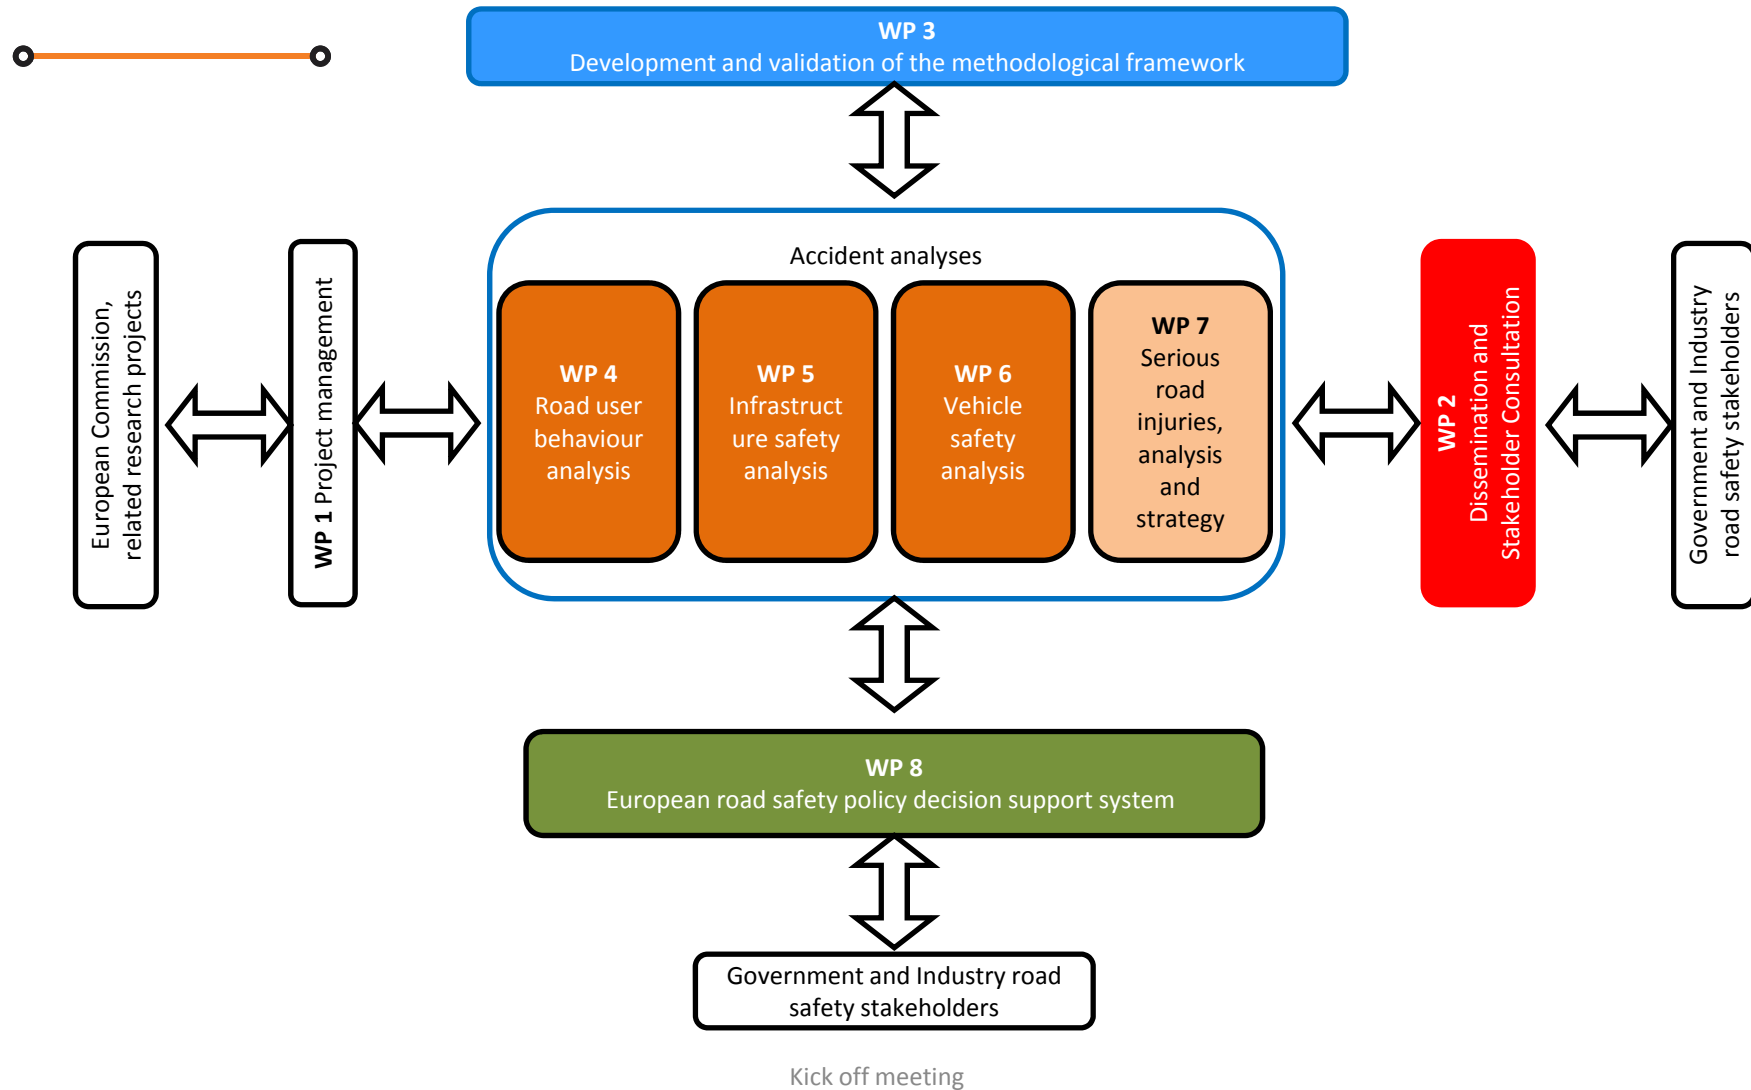 WP 3
Development and validation of the methodological framework
European Commission,
related research projects
WP 1 Project management
Accident analyses
WP 4
Road user
behaviour
analysis
WP 5
Infrastruct
ure safety
analysis
WP 6
Vehicle
safety
analysis
WP 7
Serious
road
injuries,
analysis
and
strategy
WP 2
Dissemination and
Stakeholder Consultation
Government and Industry
road safety stakeholders
WP 8
European road safety policy decision support system
Government and Industry road
safety stakeholders
Kick off meeting